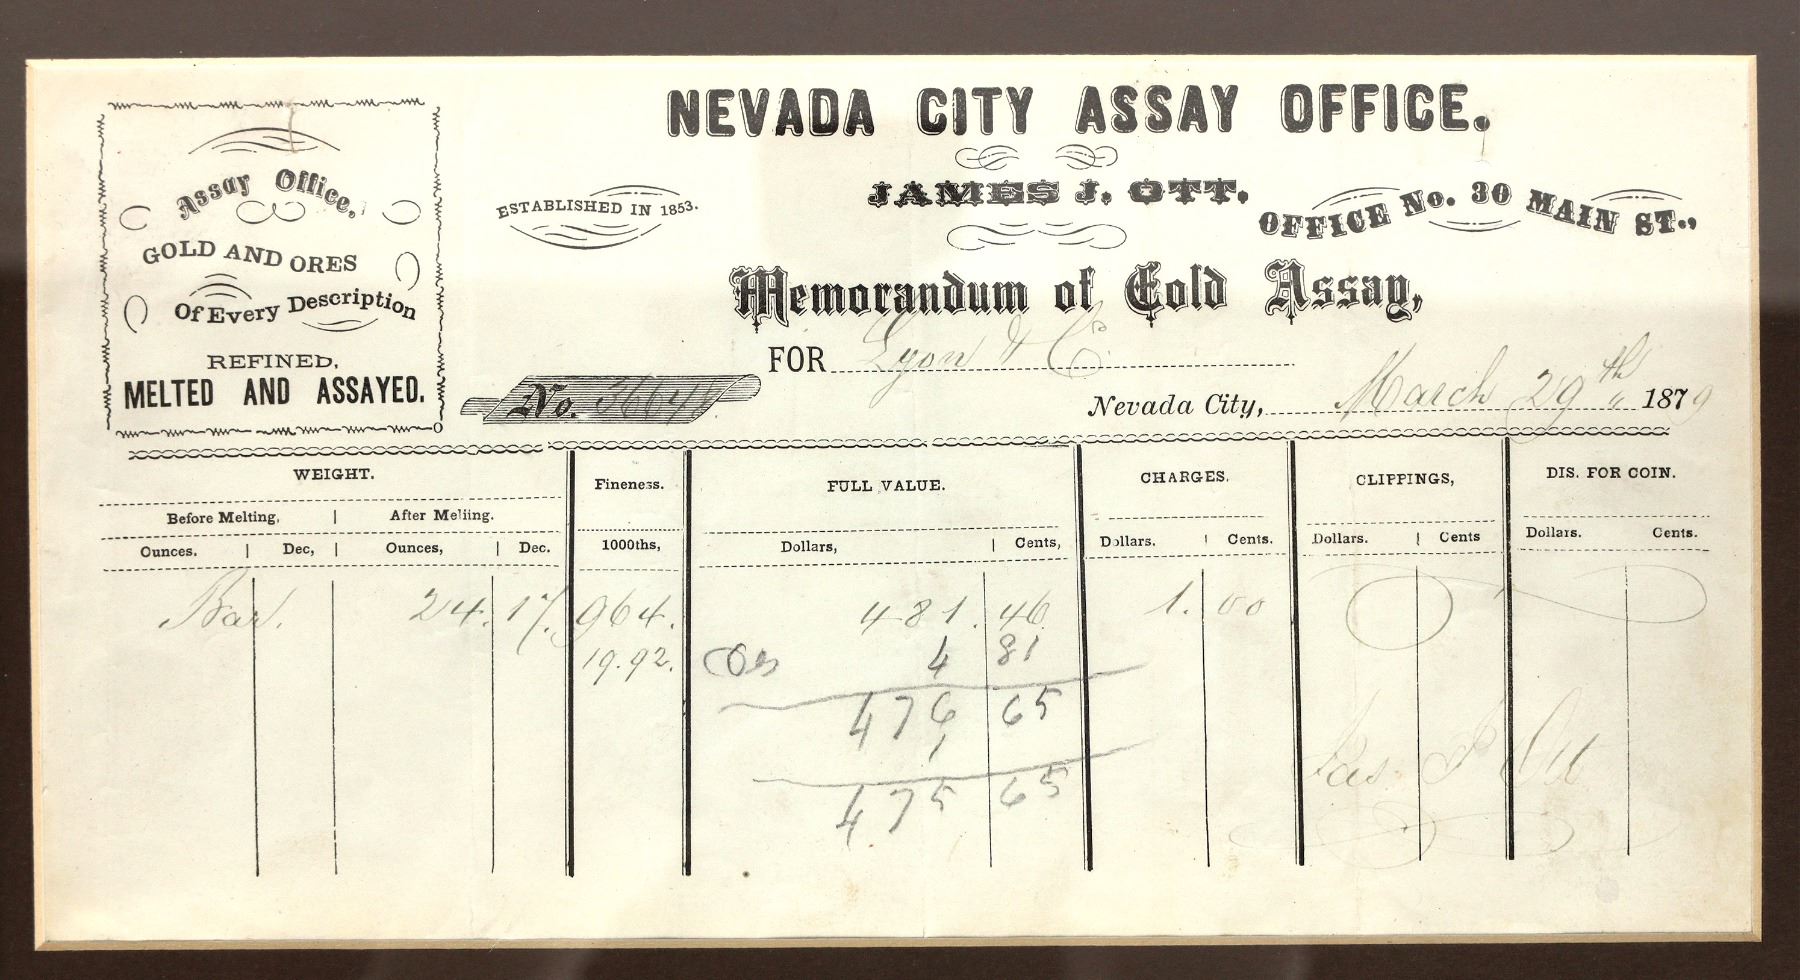 Assay Office,
GOLD AND ORES
Of Every Description
REFINED,
MELTED AND ASSAYED.
NEVADA CITY ASSAY OFFICE.
ESTABLISHED IN 1853.
JAMES J. OTT.
OFFICE No. 30 MAIN ST.,
Memorandum of Gold Assay,
FOR Lyon & Co
No.
Nevada City, March 29th 1879
WEIGHT. Fineness. FULL VALUE. CHARGES. CLIPPINGS, DIS. FOR COIN.
Before Melting, | After Melting.
Ounces. | Dec, | Ounces, | Dec. 1000ths, Dollars, | Cents, Dollars. | Cents. Dollars. | Cents Dollars. Cents.
Bar. 24. 17. 964. 481. 46 1. 00
19.92. 4 81
476 65
1
475 65
Jas J Ott